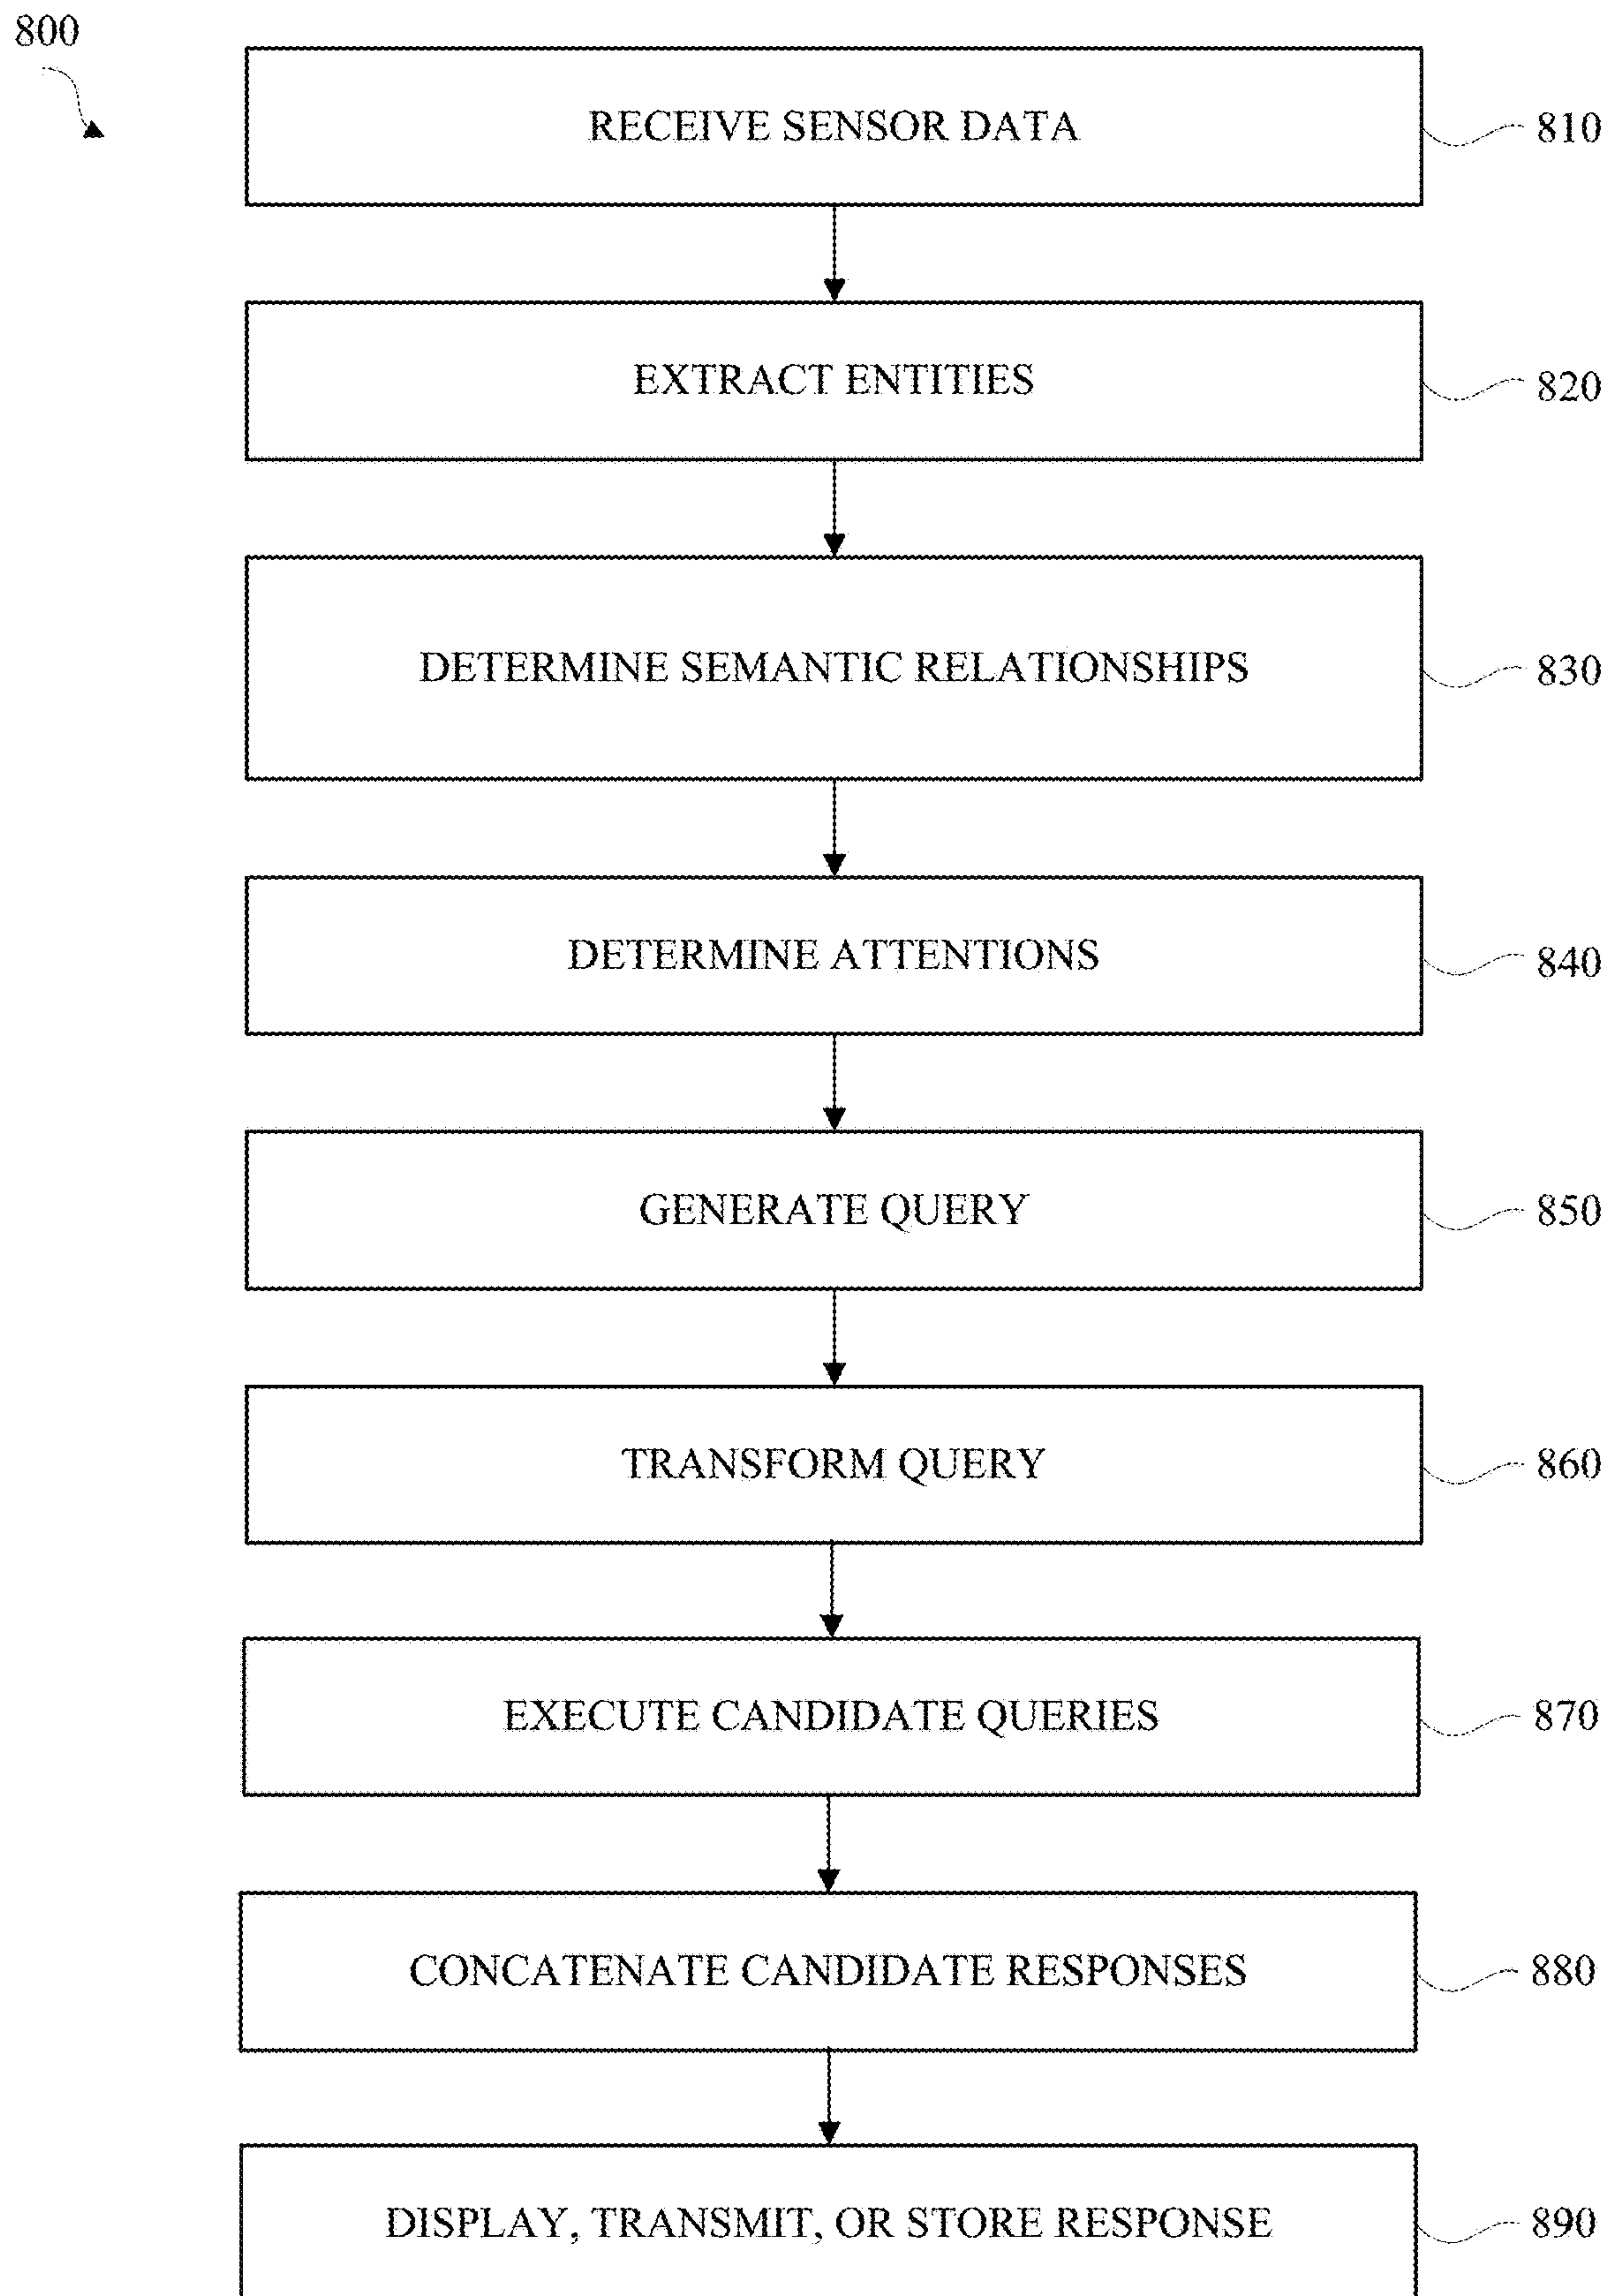 800
RECEIVE SENSOR DATA
810
EXTRACT ENTITIES
820
DETERMINE SEMANTIC RELATIONSHIPS
830
DETERMINE ATTENTIONS
840
GENERATE QUERY
850
TRANSFORM QUERY
860
EXECUTE CANDIDATE QUERIES
870
CONCATENATE CANDIDATE RESPONSES
880
DISPLAY, TRANSMIT, OR STORE RESPONSE
890